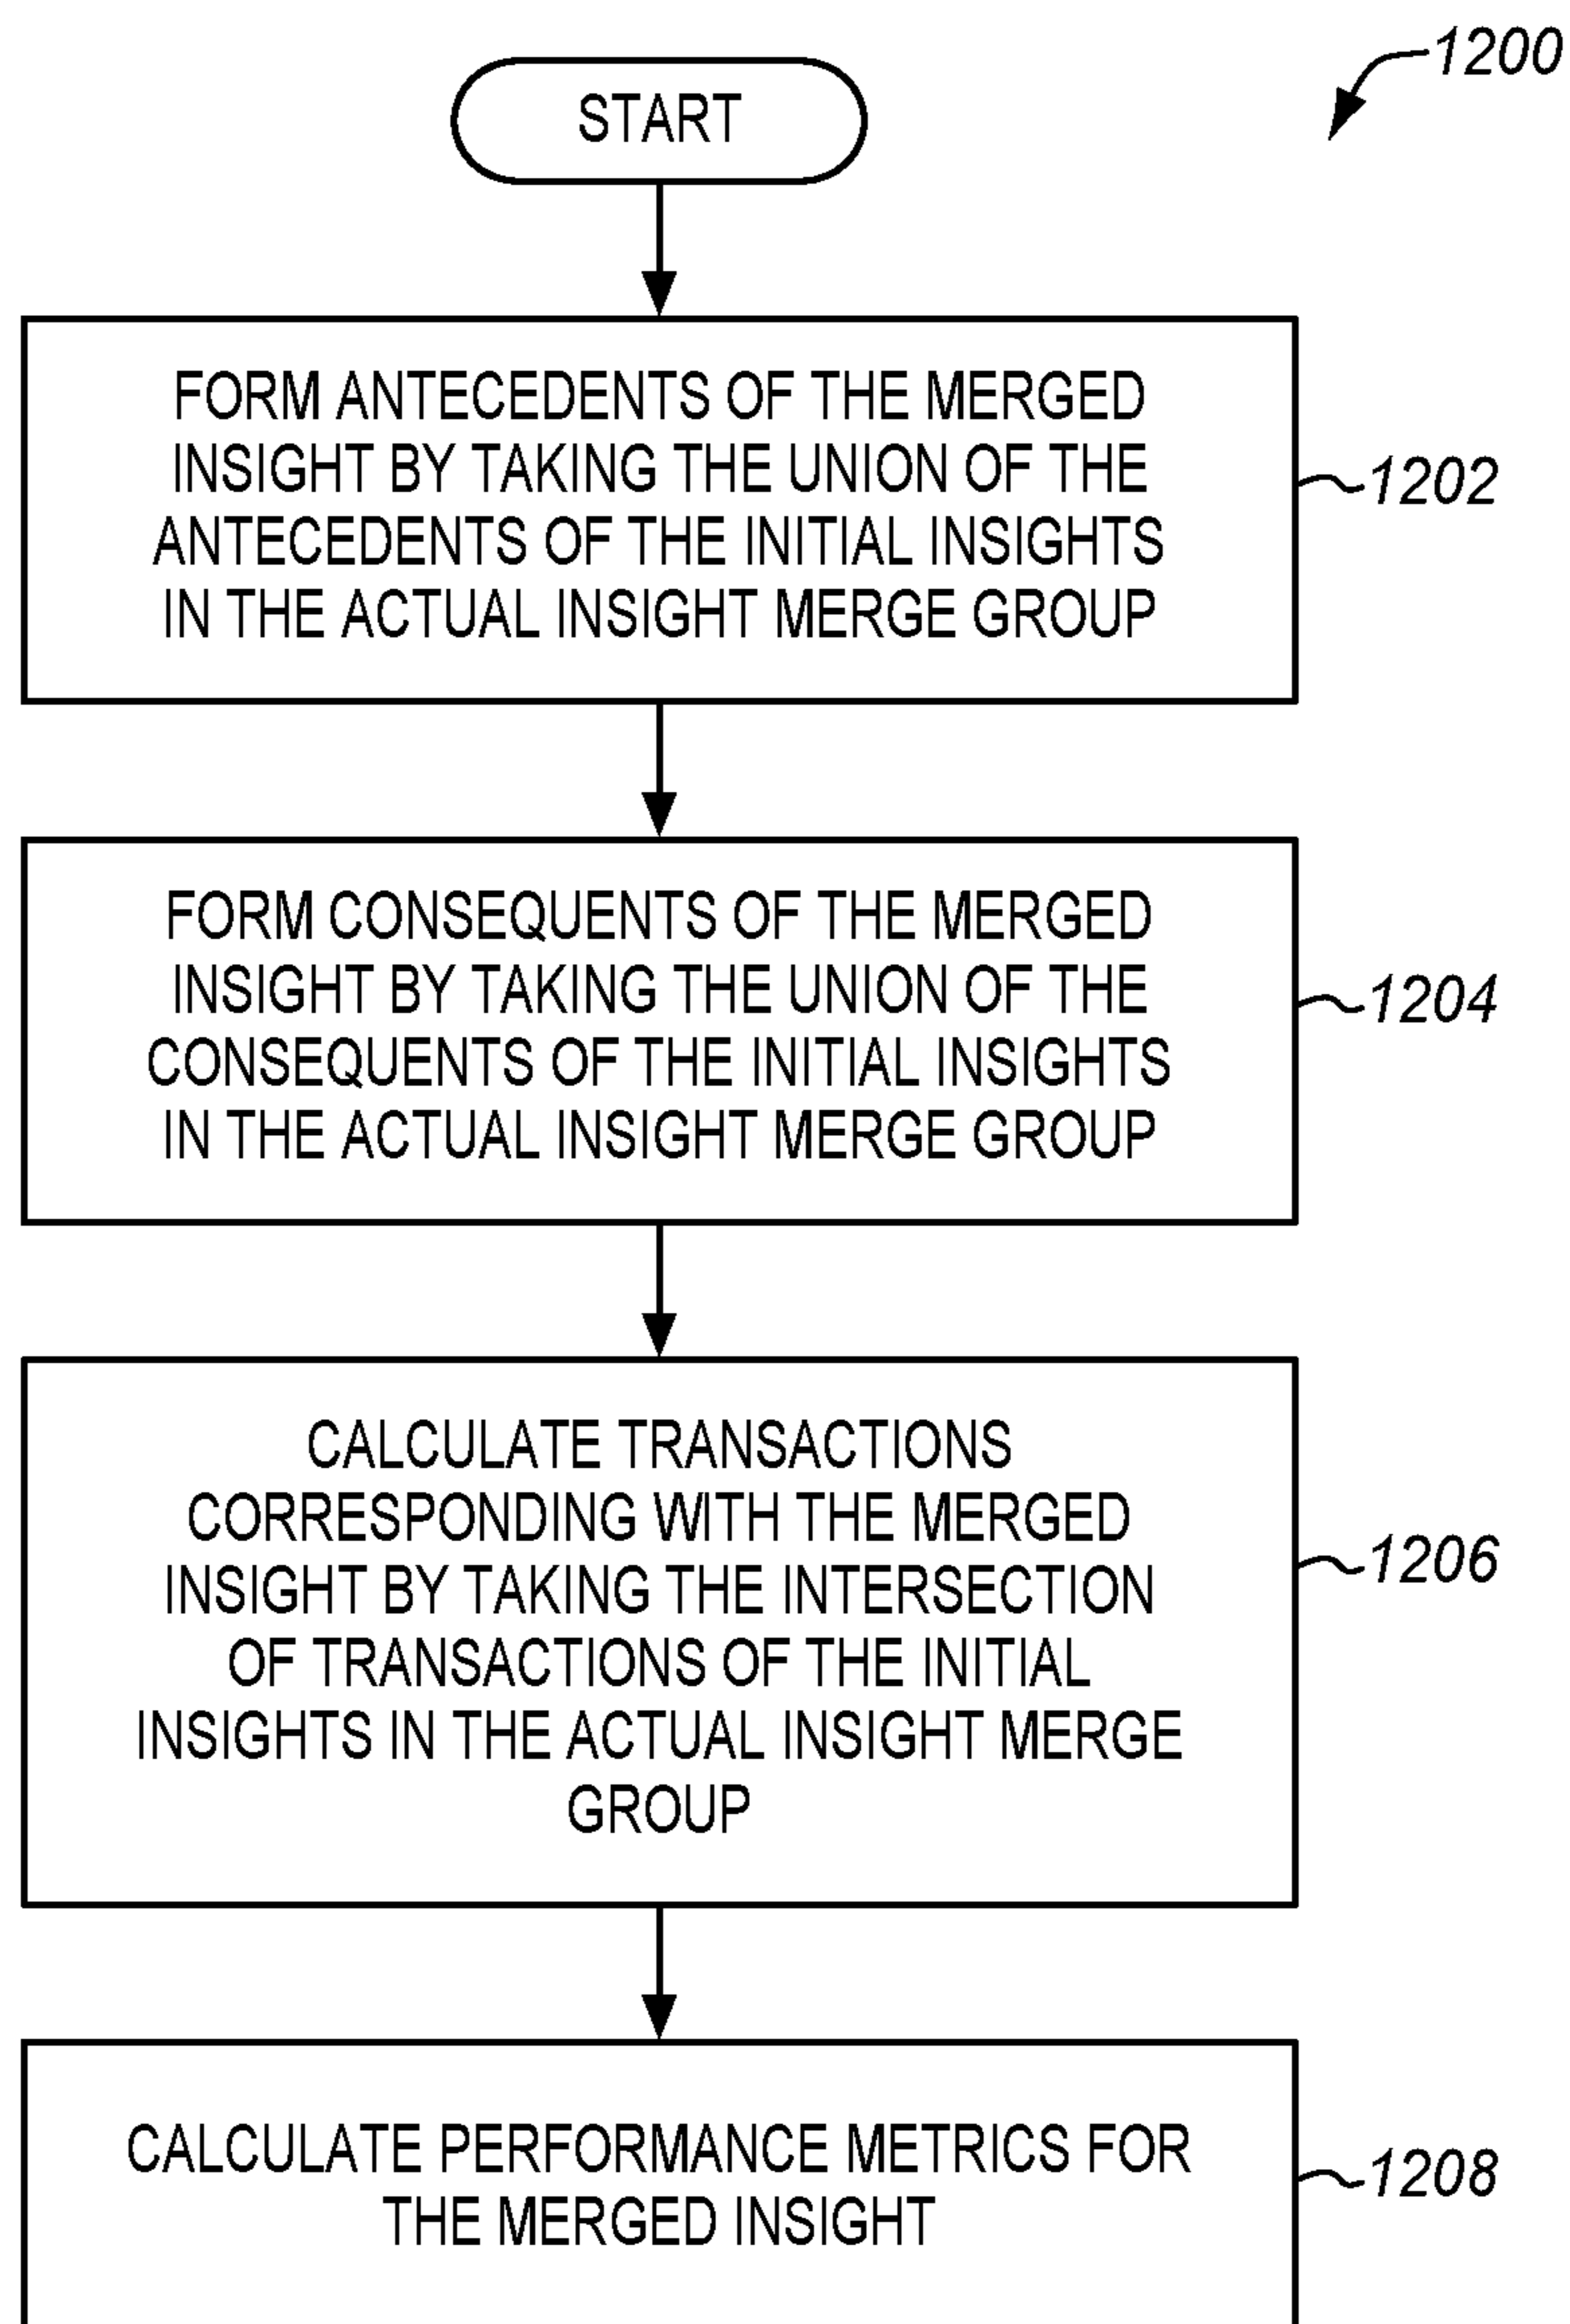 1200
START
FORM ANTECEDENTS OF THE MERGED
INSIGHT BY TAKING THE UNION OF THE
ANTECEDENTS OF THE INITIAL INSIGHTS
IN THE ACTUAL INSIGHT MERGE GROUP
1202
FORM CONSEQUENTS OF THE MERGED
INSIGHT BY TAKING THE UNION OF THE
CONSEQUENTS OF THE INITIAL INSIGHTS
IN THE ACTUAL INSIGHT MERGE GROUP
1204
CALCULATE TRANSACTIONS
CORRESPONDING WITH THE MERGED
INSIGHT BY TAKING THE INTERSECTION
OF TRANSACTIONS OF THE INITIAL
INSIGHTS IN THE ACTUAL INSIGHT MERGE
GROUP
1206
CALCULATE PERFORMANCE METRICS FOR
THE MERGED INSIGHT
1208